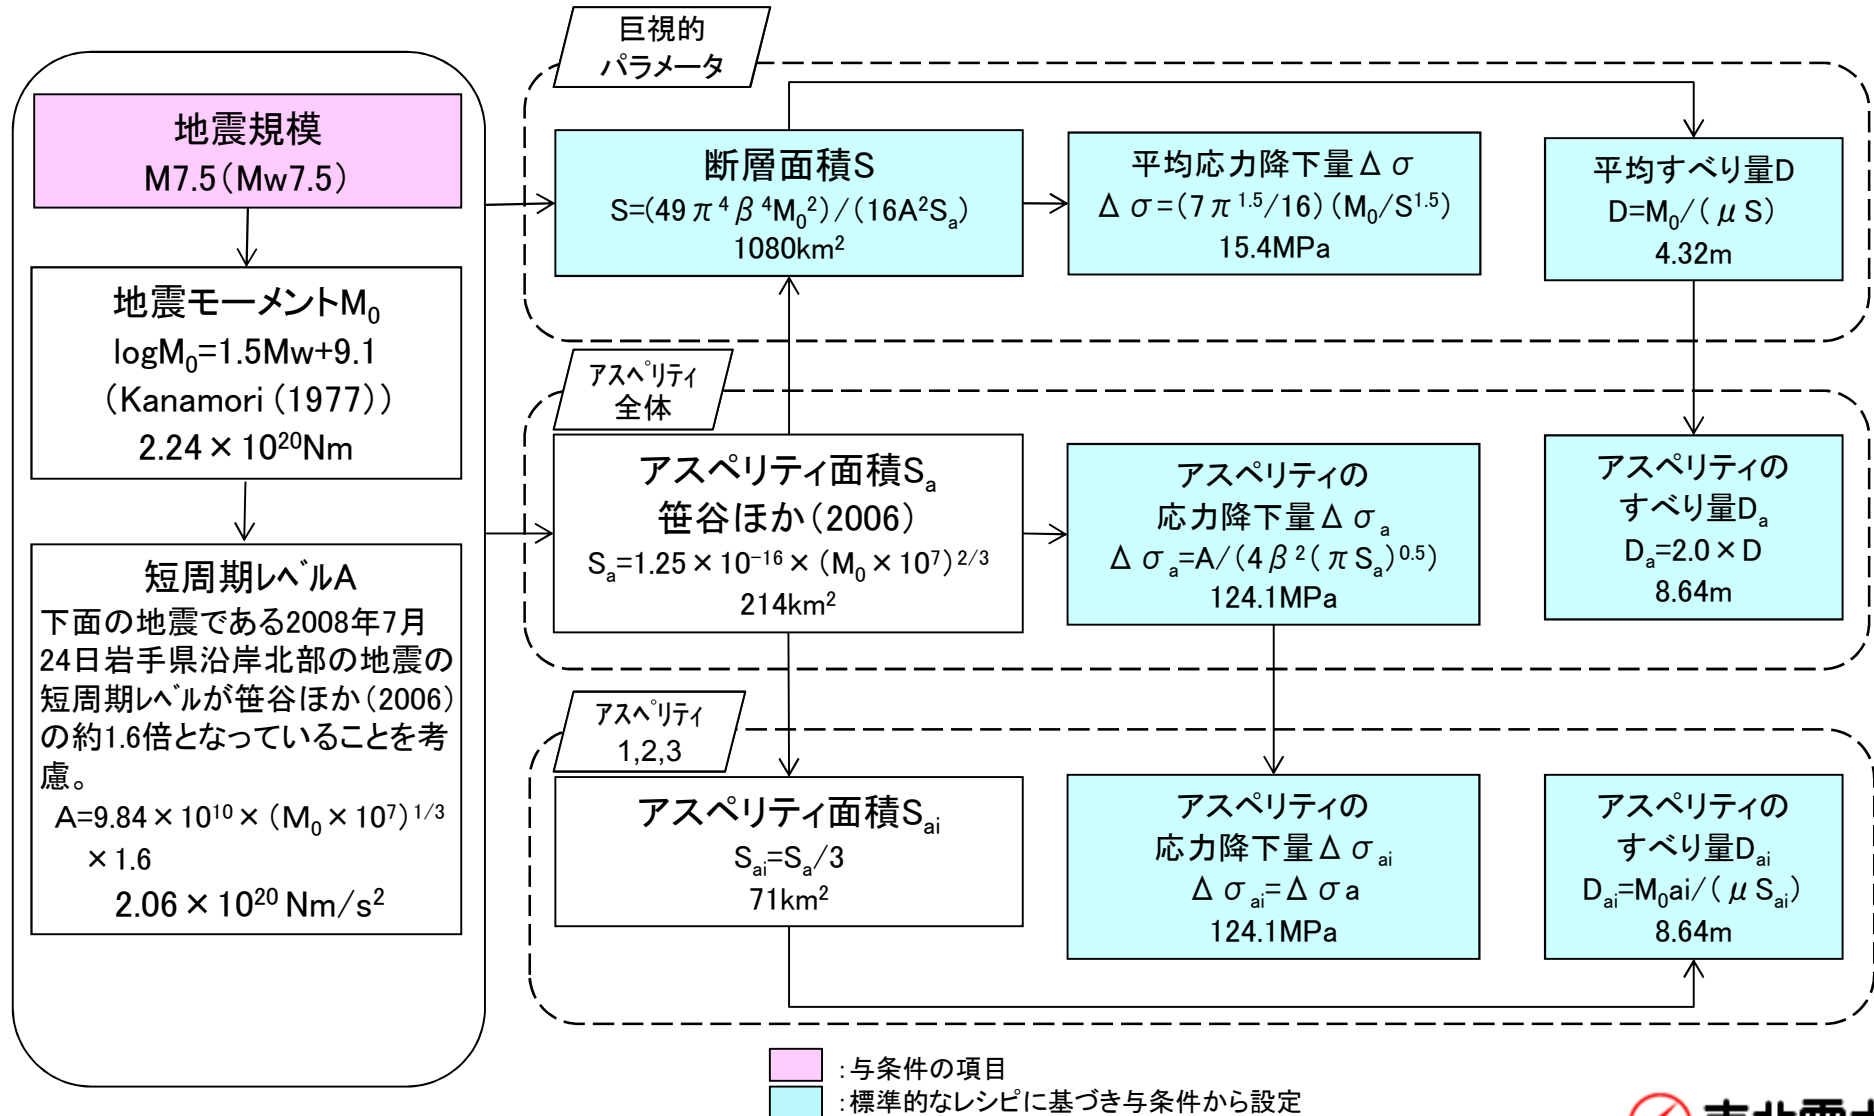 地震規模
M7.5(Mw7.5)
地震モーメントM₀
logM₀=1.5Mw+9.1
(Kanamori(1977))
2.24×10²⁰Nm
短周期レベルA
下面の地震である2008年7月
24日岩手県沿岸北部の地震の
短周期レベルが笹谷ほか(2006)
の約1.6倍となっていることを考
慮。
A=9.84×10¹⁰×(M₀×10⁷)¹/³
×1.6
2.06×10²⁰Nm/s²
巨視的
パラメータ
断層面積S
S=(49π⁴β⁴M₀²)/(16A²Sₐ)
1080km²
平均応力降下量Δσ
Δσ=(7π¹·⁵/16)(M₀/S¹·⁵)
15.4MPa
平均すべり量D
D=M₀/(μS)
4.32m
アスペリティ
全体
アスペリティ面積Sₐ
笹谷ほか(2006)
Sₐ=1.25×10⁻¹⁶×(M₀×10⁷)²/³
214km²
アスペリティの
応力降下量Δσₐ
Δσₐ=A/(4β²(πSₐ)⁰·⁵)
124.1MPa
アスペリティの
すべり量Dₐ
Dₐ=2.0×D
8.64m
アスペリティ
1,2,3
アスペリティ面積Sₐᵢ
Sₐᵢ=Sₐ/3
71km²
アスペリティの
応力降下量Δσₐᵢ
Δσₐᵢ=Δσa
124.1MPa
アスペリティの
すべり量Dₐᵢ
Dₐᵢ=M₀ai/(μSₐᵢ)
8.64m
:与条件の項目
:標準的なレシピに基づき与条件から設定